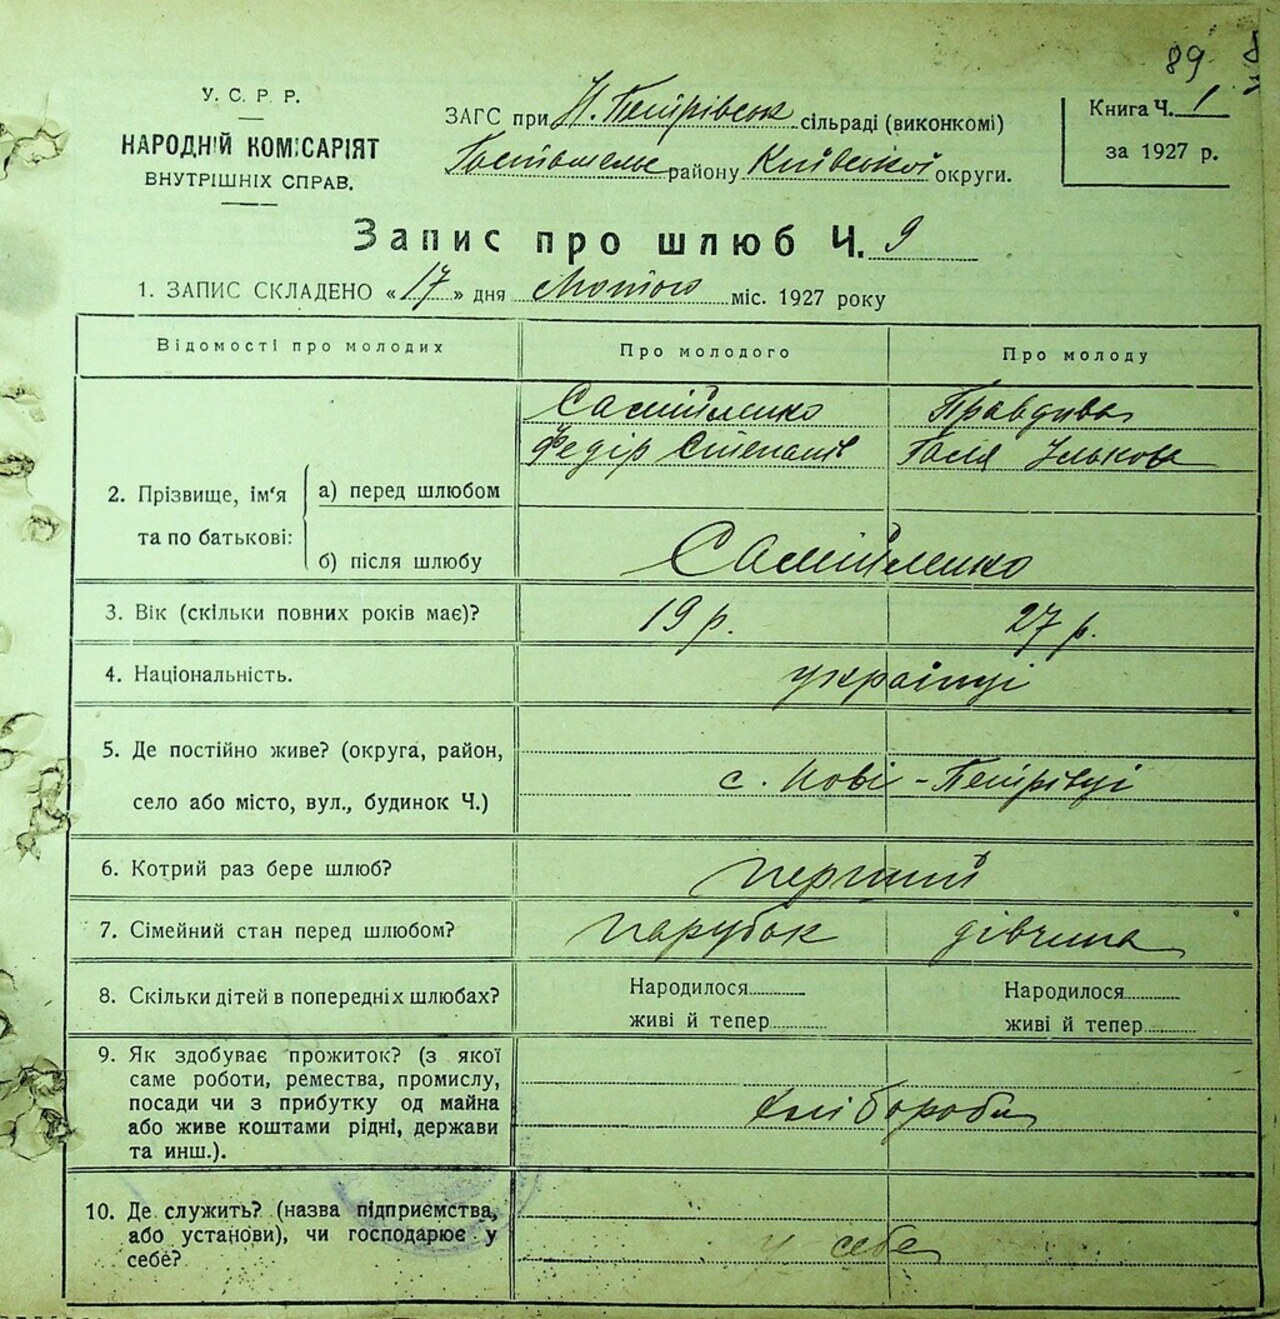 89
У. С. Р. Р.
НАРОДНІЙ КОМІСАРІЯТ
ВНУТРІШНІХ СПРАВ.
ЗАГС при Н. Петрівськ сільраді (виконкомі)
Гостомельс району Київської округи.
Книга Ч. 1
за 1927 р.
Запис про шлюб Ч. 9
1. ЗАПИС СКЛАДЕНО «17» дня Лютого міс. 1927 року
Відомості про молодих
Про молодого
Про молоду
2. Прізвище, ім'я та по батькові:
а) перед шлюбом
Самійленко
Федір Степанів
Правдива
Галя Ількова
б) після шлюбу
Самійленко
3. Вік (скільки повних років має)?
19 р.
27 р.
4. Національність.
українці
5. Де постійно живе? (округа, район,
село або місто, вул., будинок Ч.)
с. Нові-Петрівці
6. Котрий раз бере шлюб?
перший
7. Сімейний стан перед шлюбом?
парубок
дівчина
8. Скільки дітей в попередніх шлюбах?
Народилося
живі й тепер
Народилося
живі й тепер
9. Як здобуває прожиток? (з якої
саме роботи, ремества, промислу,
посади чи з прибутку од майна
або живе коштами рідні, держави
та инш.).
хлібороби
10. Де служить? (назва підприємства,
або установи), чи господарює у
себе?
у себе